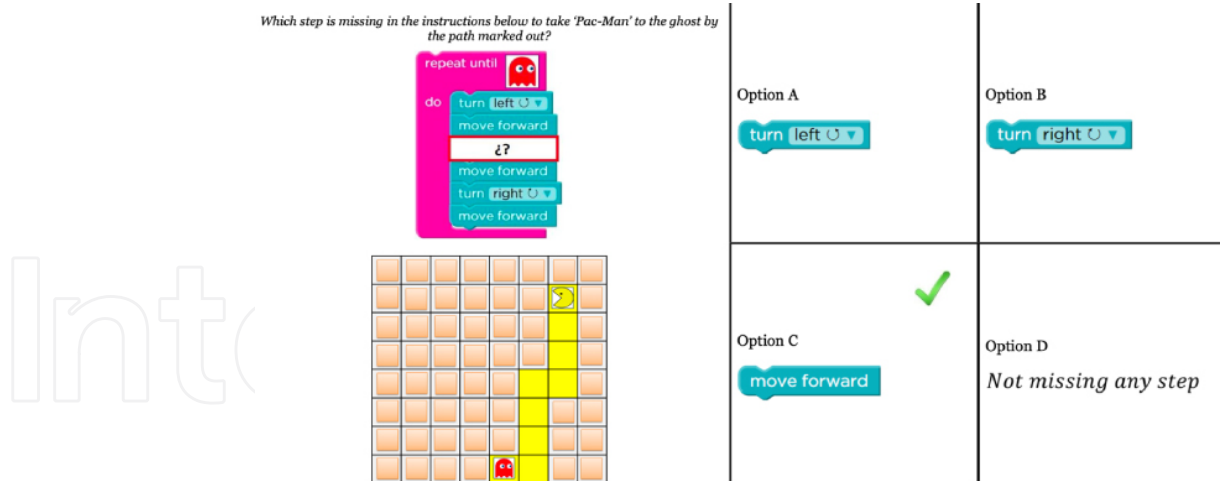 Which step is missing in the instructions below to take 'Pac-Man' to the ghost by
the path marked out?
repeat until
do
turn left ↺ ▼
move forward
¿?
move forward
turn right ↻ ▼
move forward
Option A
turn left ↺ ▼
Option B
turn right ↻ ▼
Option C
move forward
Option D
Not missing any step